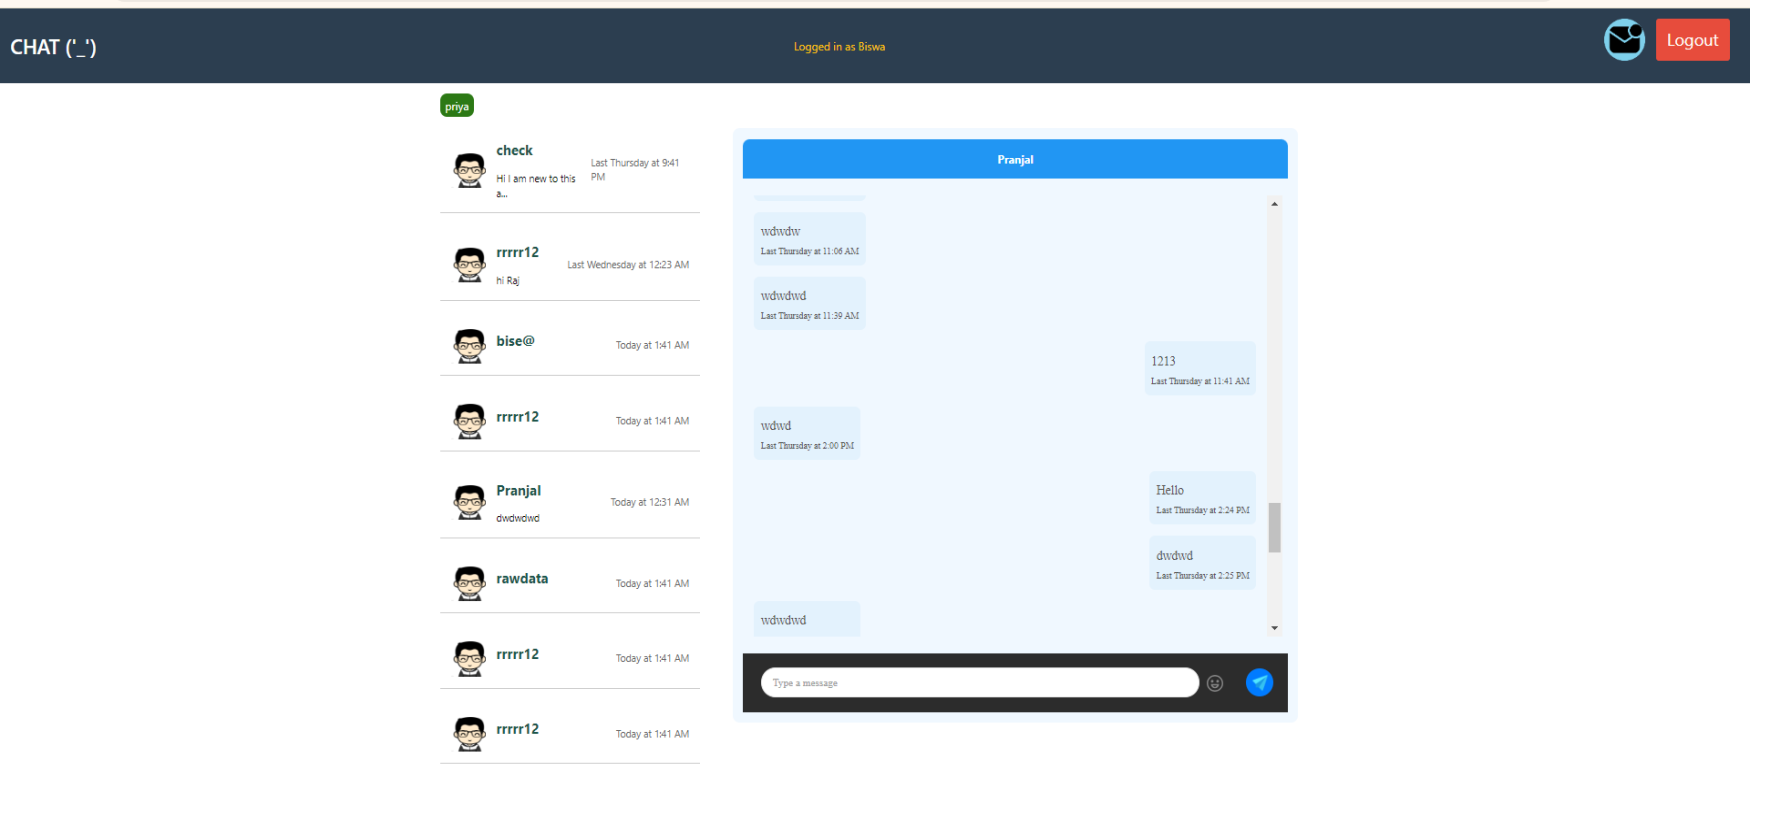 CHAT ('_')
Logged in as Biswa
Logout
priya
check
Last Thursday at 9:41
PM
Hi I am new to this
a...
rrrrr12
Last Wednesday at 12:23 AM
hi Raj
bise@
Today at 1:41 AM
rrrrr12
Today at 1:41 AM
Pranjal
Today at 12:31 AM
dwdwdwd
rawdata
Today at 1:41 AM
rrrrr12
Today at 1:41 AM
rrrrr12
Today at 1:41 AM
Pranjal
wdwdw
Last Thursday at 11:06 AM
wdwdwd
Last Thursday at 11:39 AM
1213
Last Thursday at 11:41 AM
wdwd
Last Thursday at 2:00 PM
Hello
Last Thursday at 2:24 PM
dwdwd
Last Thursday at 2:25 PM
wdwdwd
Type a message